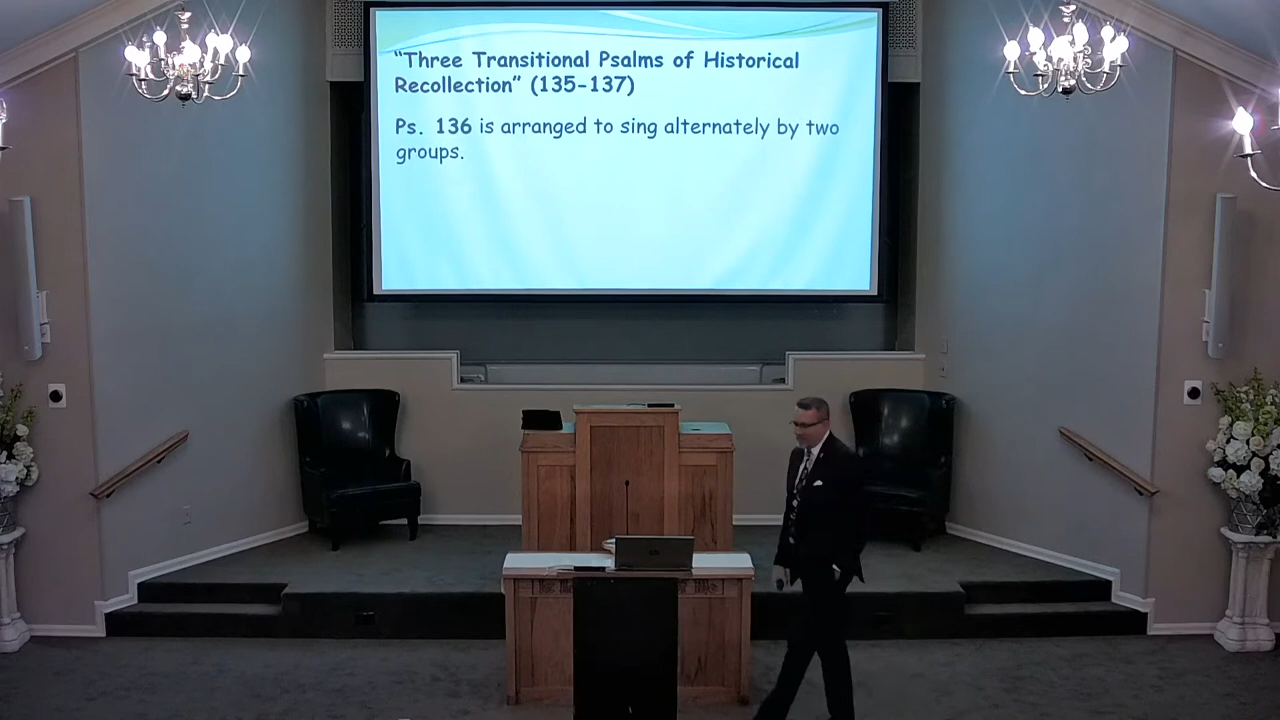 “Three Transitional Psalms of Historical
Recollection” (135-137)
Ps. 136 is arranged to sing alternately by two
groups.